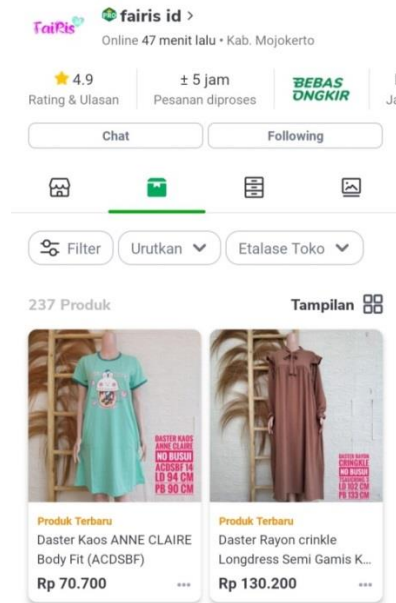 FaiRis
PRO
fairis id >
Online 47 menit lalu • Kab. Mojokerto
4.9
Rating & Ulasan
± 5 jam
Pesanan diproses
BEBAS
ONGKIR
Chat
Following
Filter
Urutkan
Etalase Toko
237 Produk
Tampilan
DASTER KAOS
ANNE CLAIRE
NO BUSUI
ACDSBF 14
LD 94 CM
PB 90 CM
DASTER RAYON
CRINGKLE
NO BUSUI
LD 102 CM
PB 133 CM
Produk Terbaru
Daster Kaos ANNE CLAIRE
Body Fit (ACDSBF)
Rp 70.700
Produk Terbaru
Daster Rayon crinkle
Longdress Semi Gamis K...
Rp 130.200